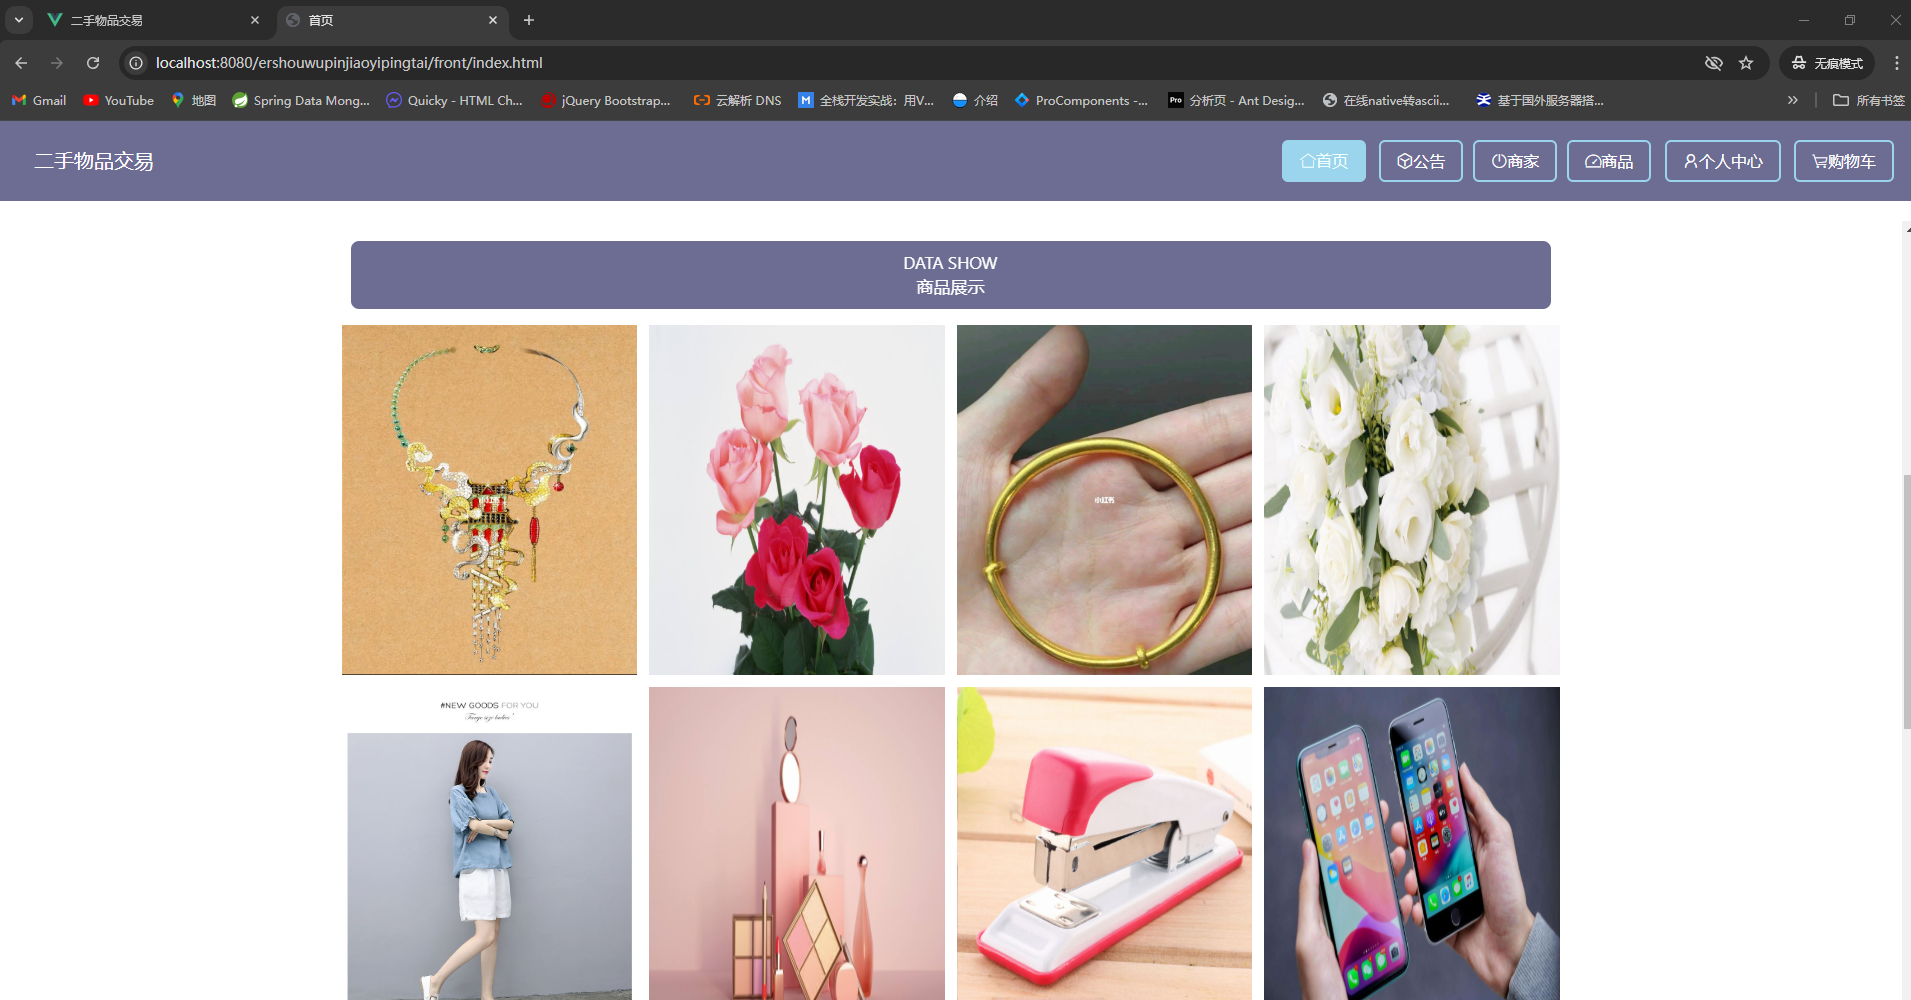 二手物品交易
首页
localhost:8080/ershouwupinjiaoyipingtai/front/index.html
无痕模式
Gmail
YouTube
地图
Spring Data Mong...
Quicky - HTML Ch...
jQuery Bootstrap...
云解析 DNS
全栈开发实战：用V...
介绍
ProComponents -...
Pro
分析页 - Ant Desig...
在线native转ascii...
基于国外服务器搭...
所有书签
二手物品交易
首页
公告
商家
商品
个人中心
购物车
DATA SHOW
商品展示
小红书
#NEW GOODS FOR YOU